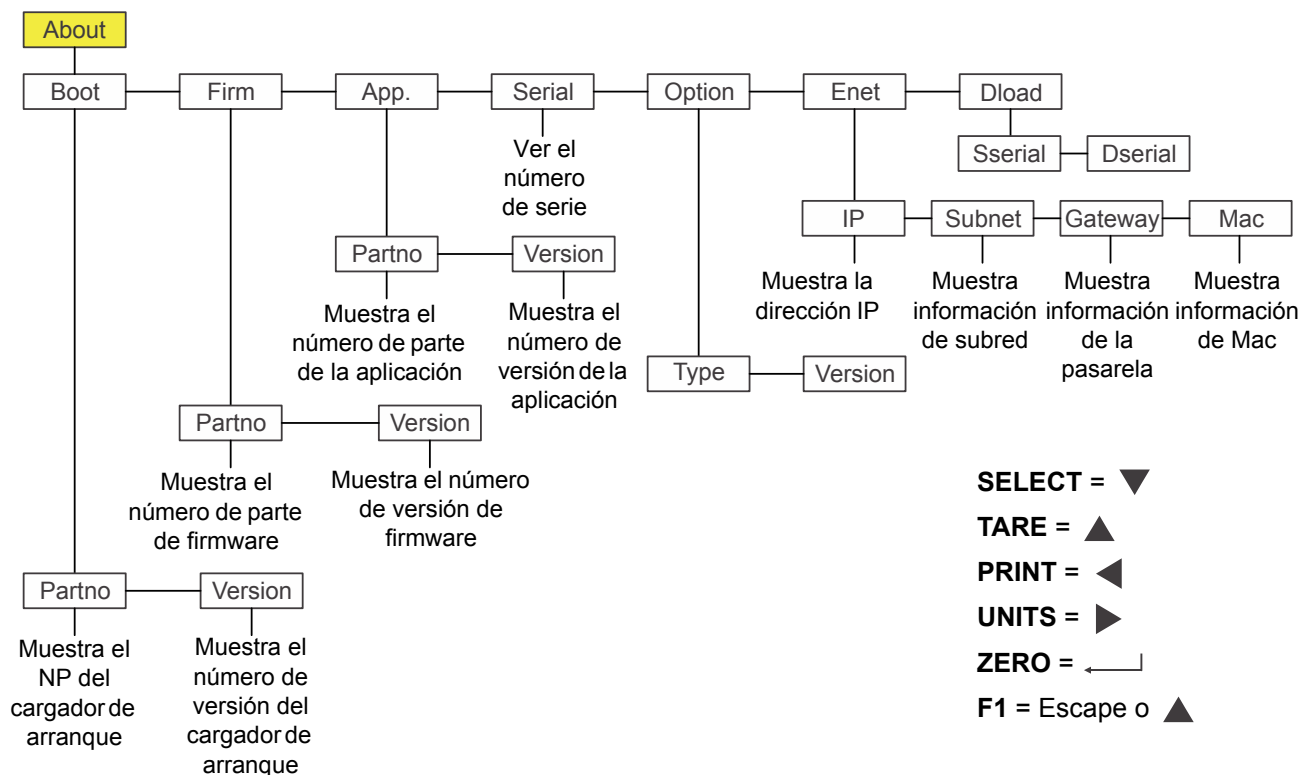 About
Boot
Firm
App.
Serial
Option
Enet
Dload
Ver el
número
de serie
Sserial
Dserial
IP
Subnet
Gateway
Mac
Muestra la
dirección IP
Muestra
información
de subred
Muestra
información
de la
pasarela
Muestra
información
de Mac
Partno
Version
Muestra el
número de parte
de la aplicación
Muestra el
número de
versión de la
aplicación
Type
Version
Partno
Version
Muestra el
número de parte
de firmware
Muestra el número
de versión de
firmware
Partno
Version
Muestra el
NP del
cargador de
arranque
Muestra el
número de
versión del
cargador de
arranque
SELECT = ▼
TARE = ▲
PRINT = ◀
UNITS = ▶
ZERO = ↵
F1 = Escape o ▲